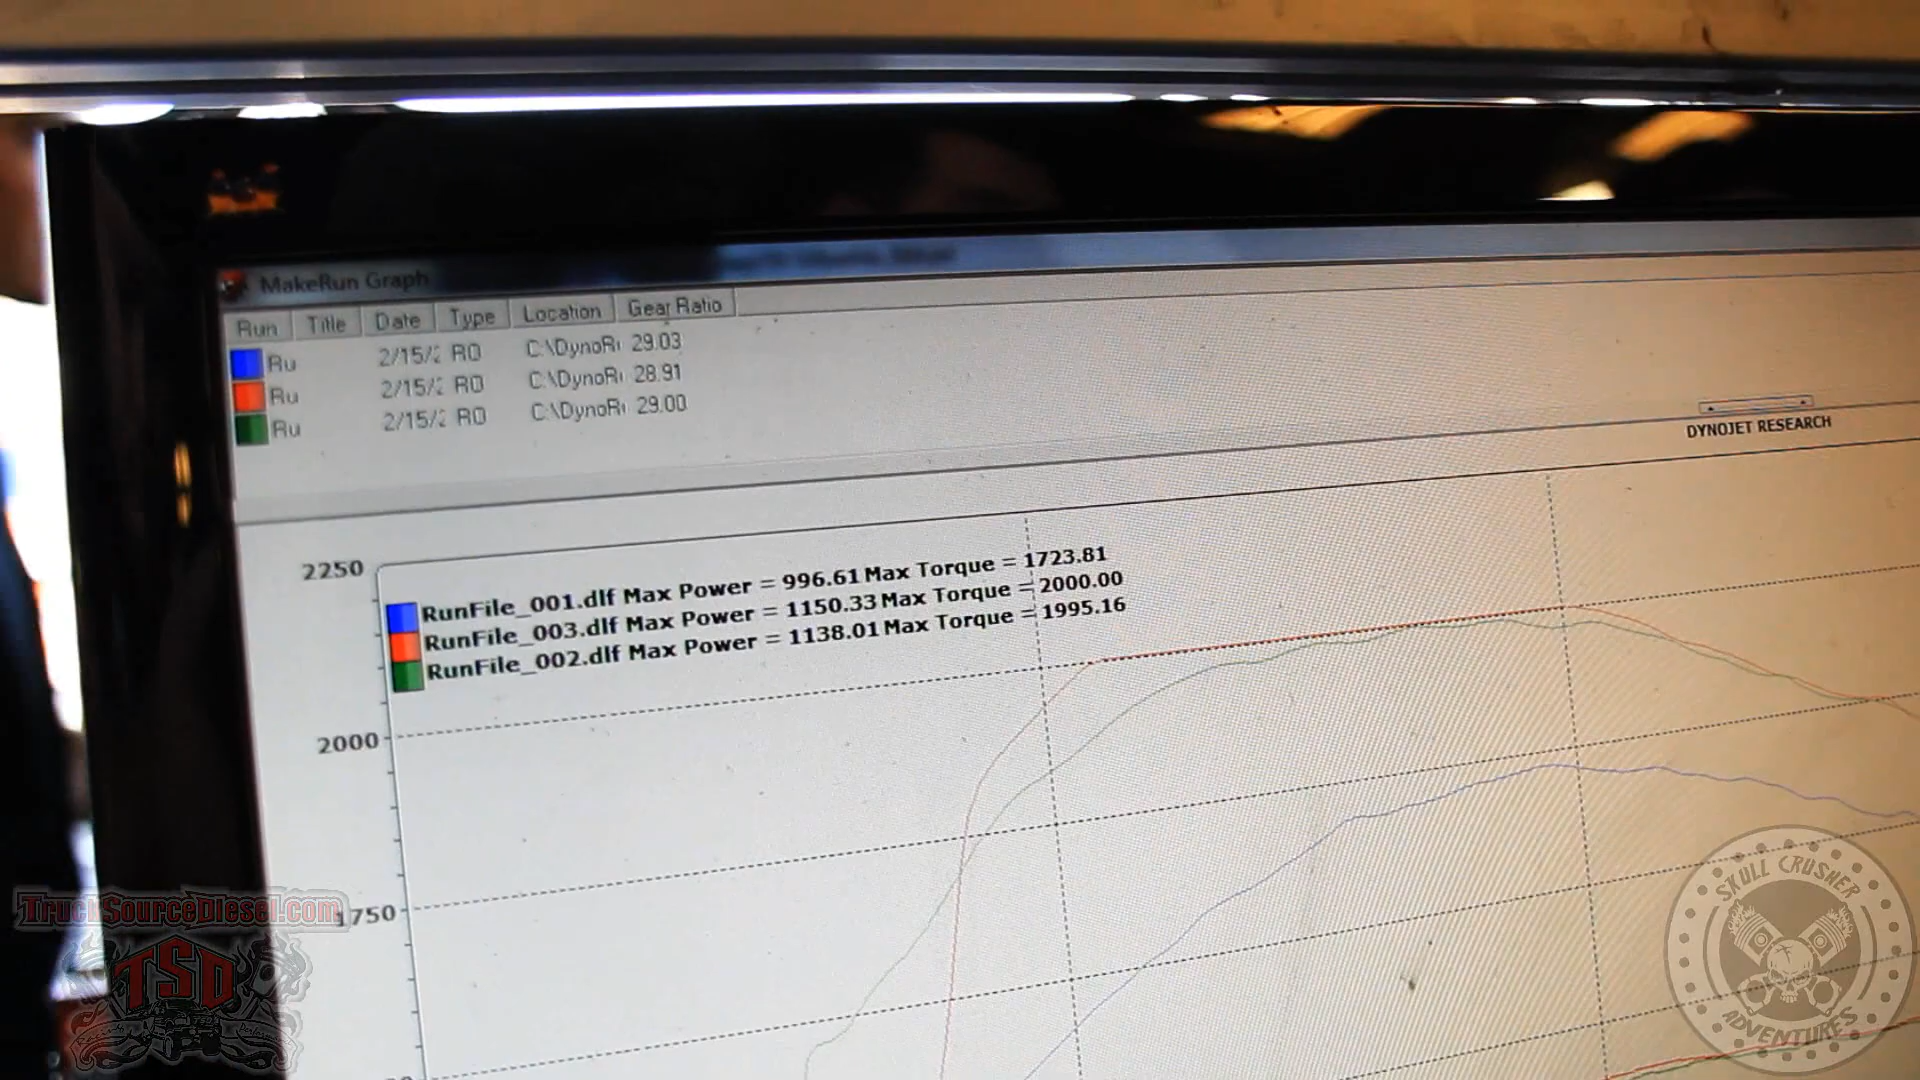 MakeRun Graph
Run Title Date Type Location Gear Ratio
Ru 2/15/2 RO C:\DynoR 29.03
Ru 2/15/2 RO C:\DynoR 28.91
Ru 2/15/2 RO C:\DynoR 29.00
DYNOJET RESEARCH
2250
RunFile_001.dlf Max Power = 996.61 Max Torque = 1723.81
RunFile_003.dlf Max Power = 1150.33 Max Torque = 2000.00
RunFile_002.dlf Max Power = 1138.01 Max Torque = 1995.16
2000
1750
TruckSourceDiesel.com
TSD
SKULL CRUSHER
ADVENTURES